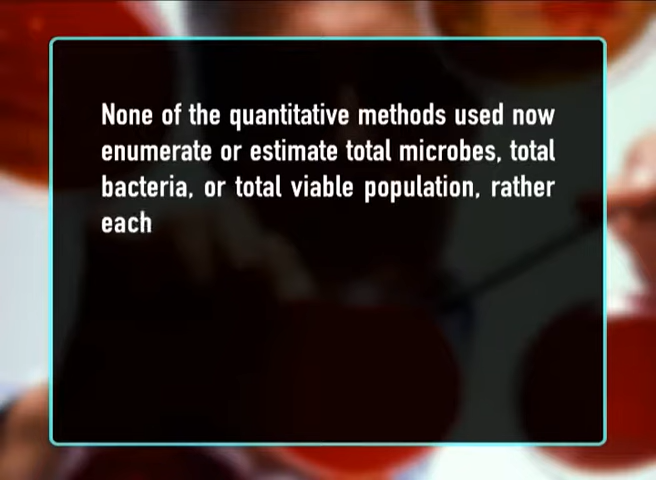 None of the quantitative methods used now
enumerate or estimate total microbes, total
bacteria, or total viable population, rather
each